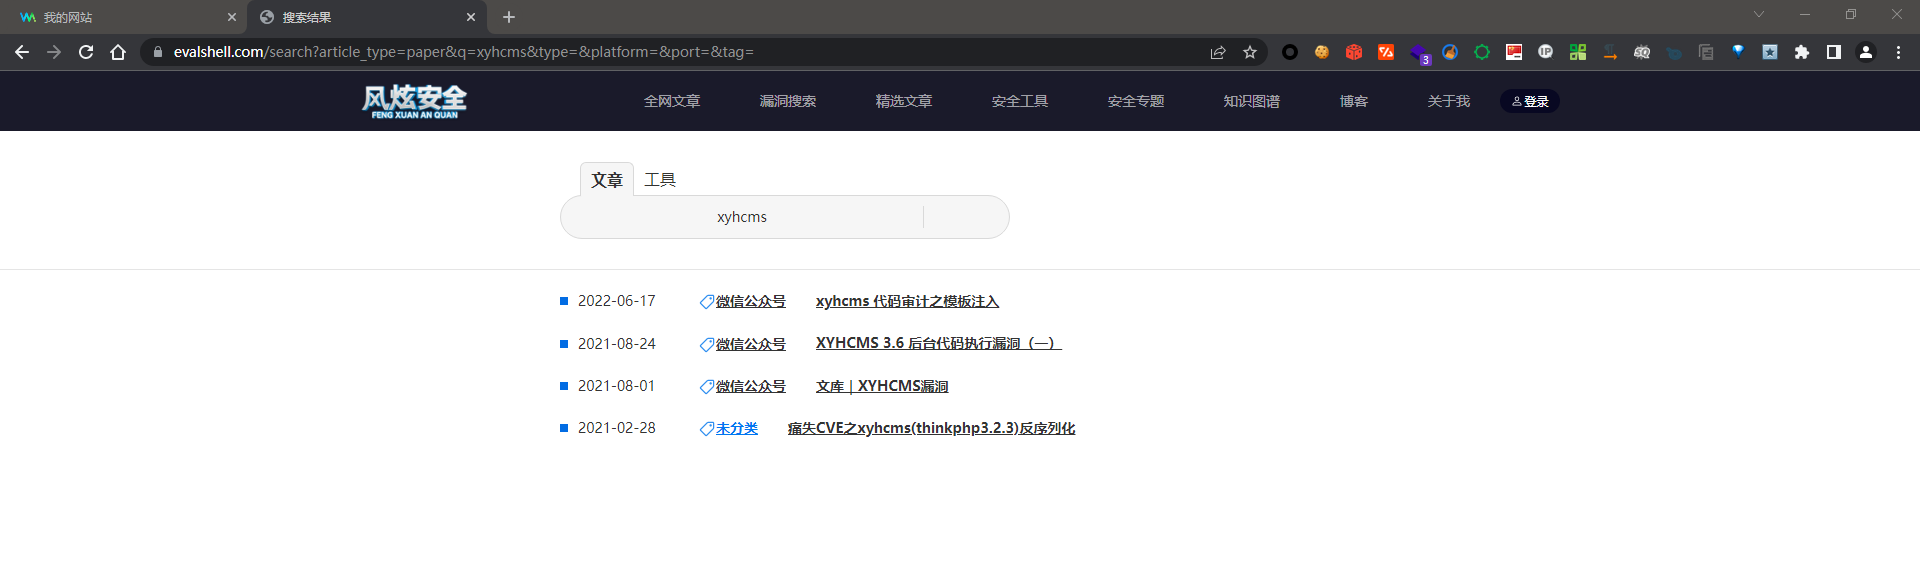 我的网站
搜索结果
evalshell.com/search?article_type=paper&q=xyhcms&type=&platform=&port=&tag=
3
风炫安全
FENG XUAN AN QUAN
全网文章 漏洞搜索 精选文章 安全工具 安全专题 知识图谱 博客 关于我 登录
文章 工具
xyhcms
2022-06-17 微信公众号 xyhcms 代码审计之模板注入
2021-08-24 微信公众号 XYHCMS 3.6 后台代码执行漏洞（一）
2021-08-01 微信公众号 文库 | XYHCMS漏洞
2021-02-28 未分类 痛失CVE之xyhcms(thinkphp3.2.3)反序列化